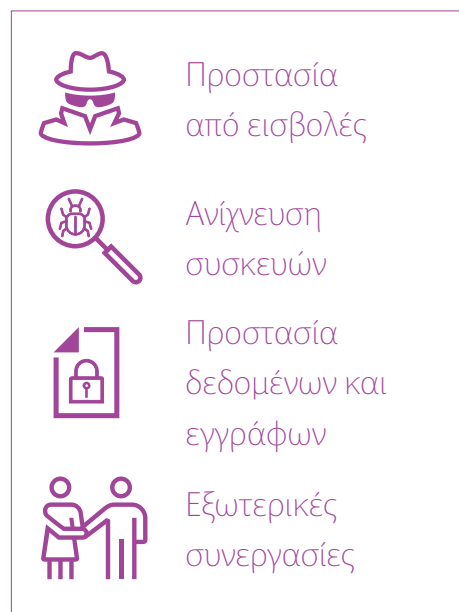 Προστασία
από εισβολές
Ανίχνευση
συσκευών
Προστασία
δεδομένων και
εγγράφων
Εξωτερικές
συνεργασίες